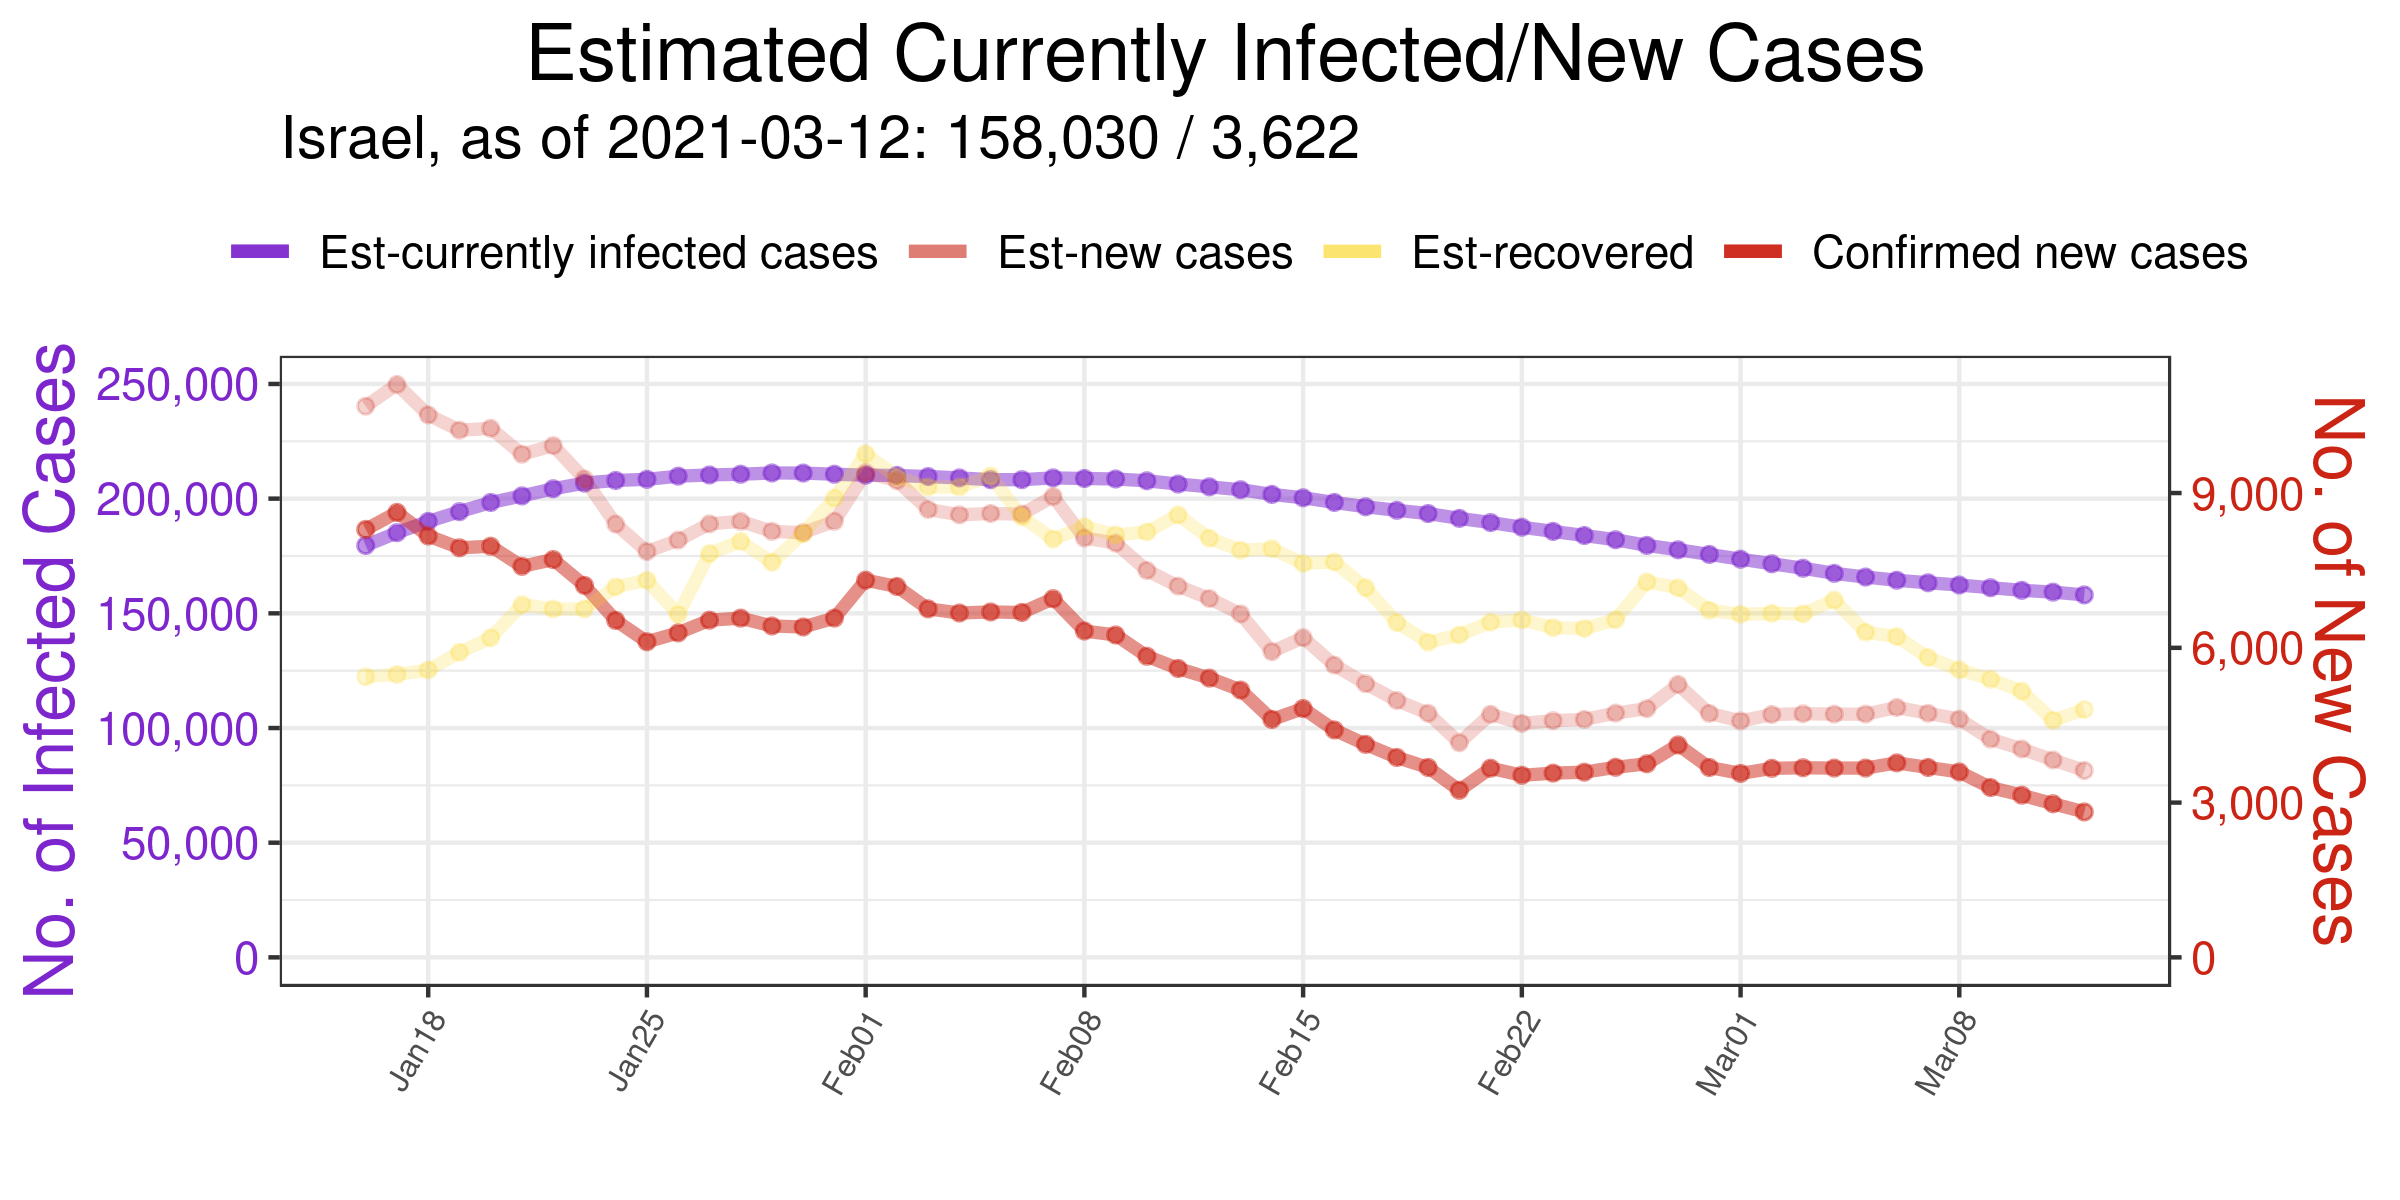 Estimated Currently Infected/New Cases
Israel, as of 2021-03-12: 158,030 / 3,622
Est-currently infected cases Est-new cases Est-recovered Confirmed new cases
No. of Infected Cases
250,000
200,000
150,000
100,000
50,000
0
9,000
6,000
3,000
0
No. of New Cases
Jan18 Jan25 Feb01 Feb08 Feb15 Feb22 Mar01 Mar08